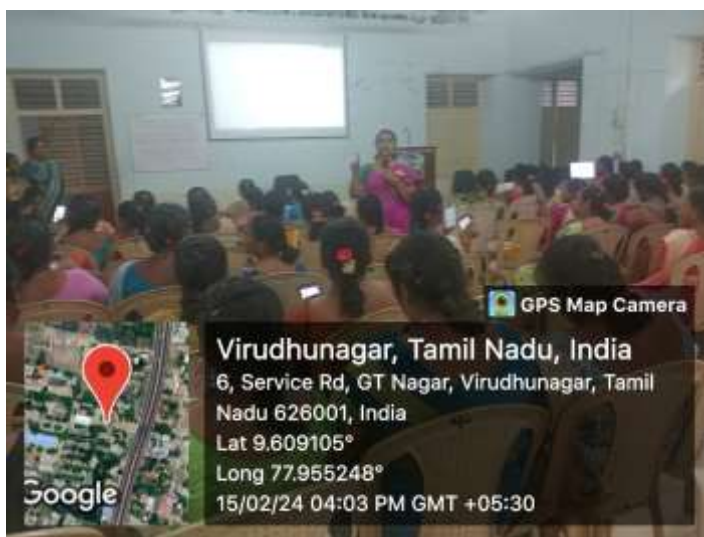 GPS Map Camera
Virudhunagar, Tamil Nadu, India
6, Service Rd, GT Nagar, Virudhunagar, Tamil
Nadu 626001, India
Lat 9.609105°
Long 77.955248°
15/02/24 04:03 PM GMT +05:30
Google